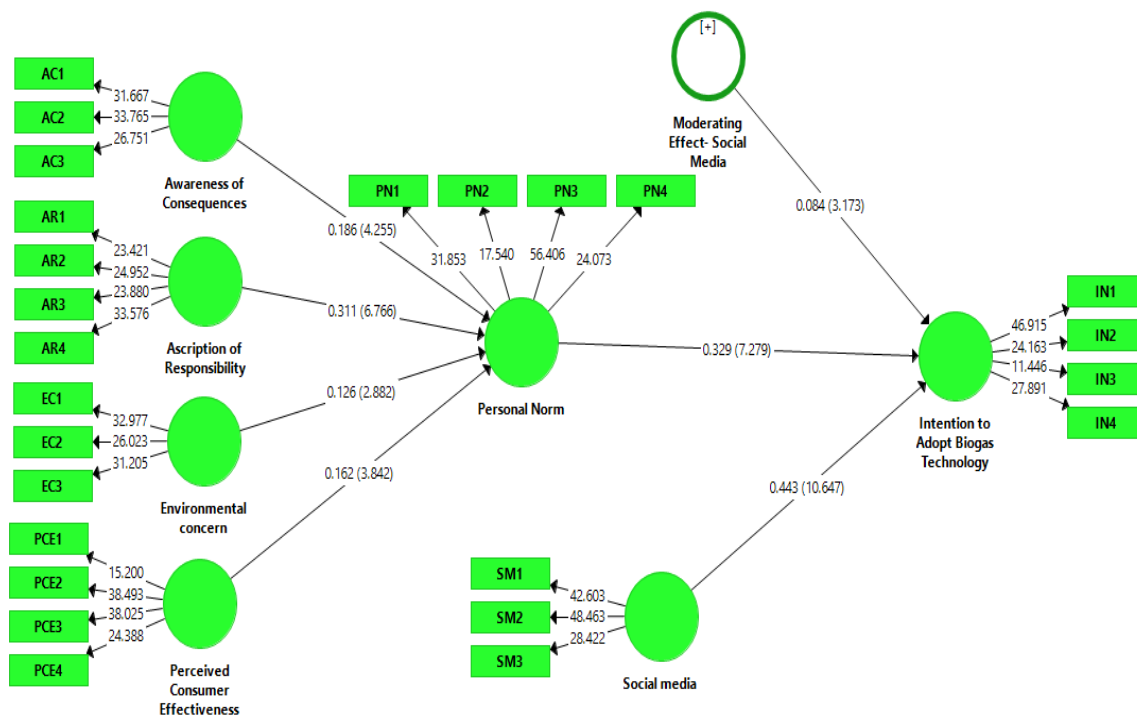 [+]
Moderating
Effect- Social
Media
0.084 (3.173)
AC1
AC2
AC3
31.667
33.765
26.751
Awareness of
Consequences
0.186 (4.255)
AR1
AR2
AR3
AR4
23.421
24.952
23.880
33.576
Ascription of
Responsibility
0.311 (6.766)
EC1
EC2
EC3
32.977
26.023
31.205
Environmental
concern
0.126 (2.882)
PCE1
PCE2
PCE3
PCE4
15.200
38.493
38.025
24.388
Perceived
Consumer
Effectiveness
0.162 (3.842)
PN1
PN2
PN3
PN4
31.853
17.540
56.406
24.073
Personal Norm
0.329 (7.279)
SM1
SM2
SM3
42.603
48.463
28.422
Social media
0.443 (10.647)
IN1
IN2
IN3
IN4
46.915
24.163
11.446
27.891
Intention to
Adopt Biogas
Technology